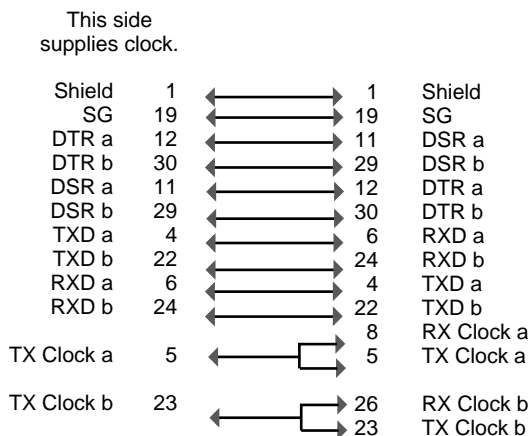 This side
supplies clock.
Shield 1 1 Shield
SG 19 19 SG
DTR a 12 11 DSR a
DTR b 30 29 DSR b
DSR a 11 12 DTR a
DSR b 29 30 DTR b
TXD a 4 6 RXD a
TXD b 22 24 RXD b
RXD a 6 4 TXD a
RXD b 24 22 TXD b
8 RX Clock a
TX Clock a 5 5 TX Clock a
TX Clock b 23 26 RX Clock b
23 TX Clock b